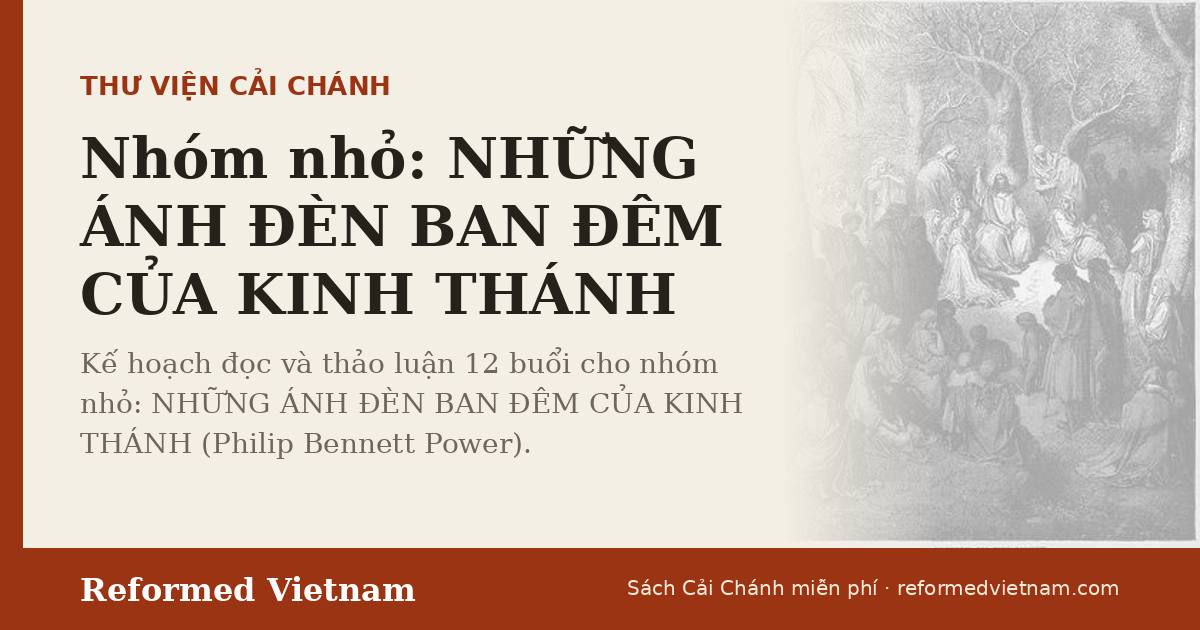 THƯ VIỆN CẢI CHÁNH
Nhóm nhỏ: NHỮNG
ÁNH ĐÈN BAN ĐÊM
CỦA KINH THÁNH
Kế hoạch đọc và thảo luận 12 buổi cho nhóm
nhỏ: NHỮNG ÁNH ĐÈN BAN ĐÊM CỦA KINH
THÁNH (Philip Bennett Power).
Reformed Vietnam
Sách Cải Chánh miễn phí · reformedvietnam.com